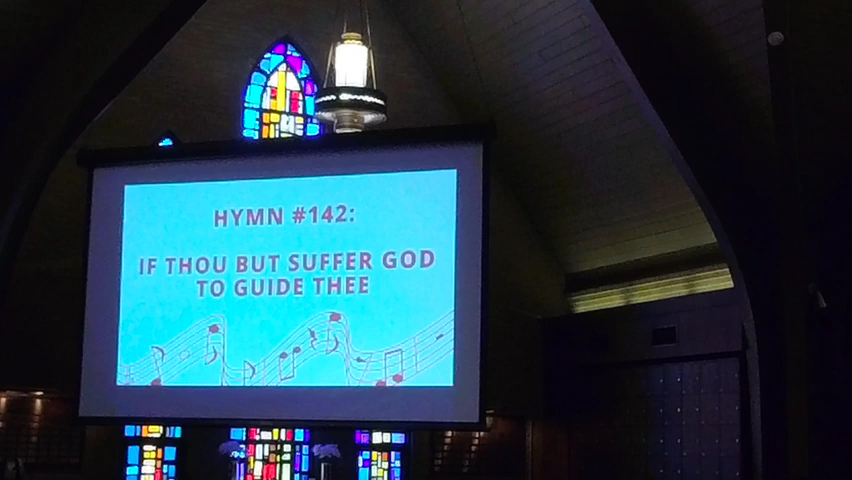 HYMN #142:
IF THOU BUT SUFFER GOD
TO GUIDE THEE